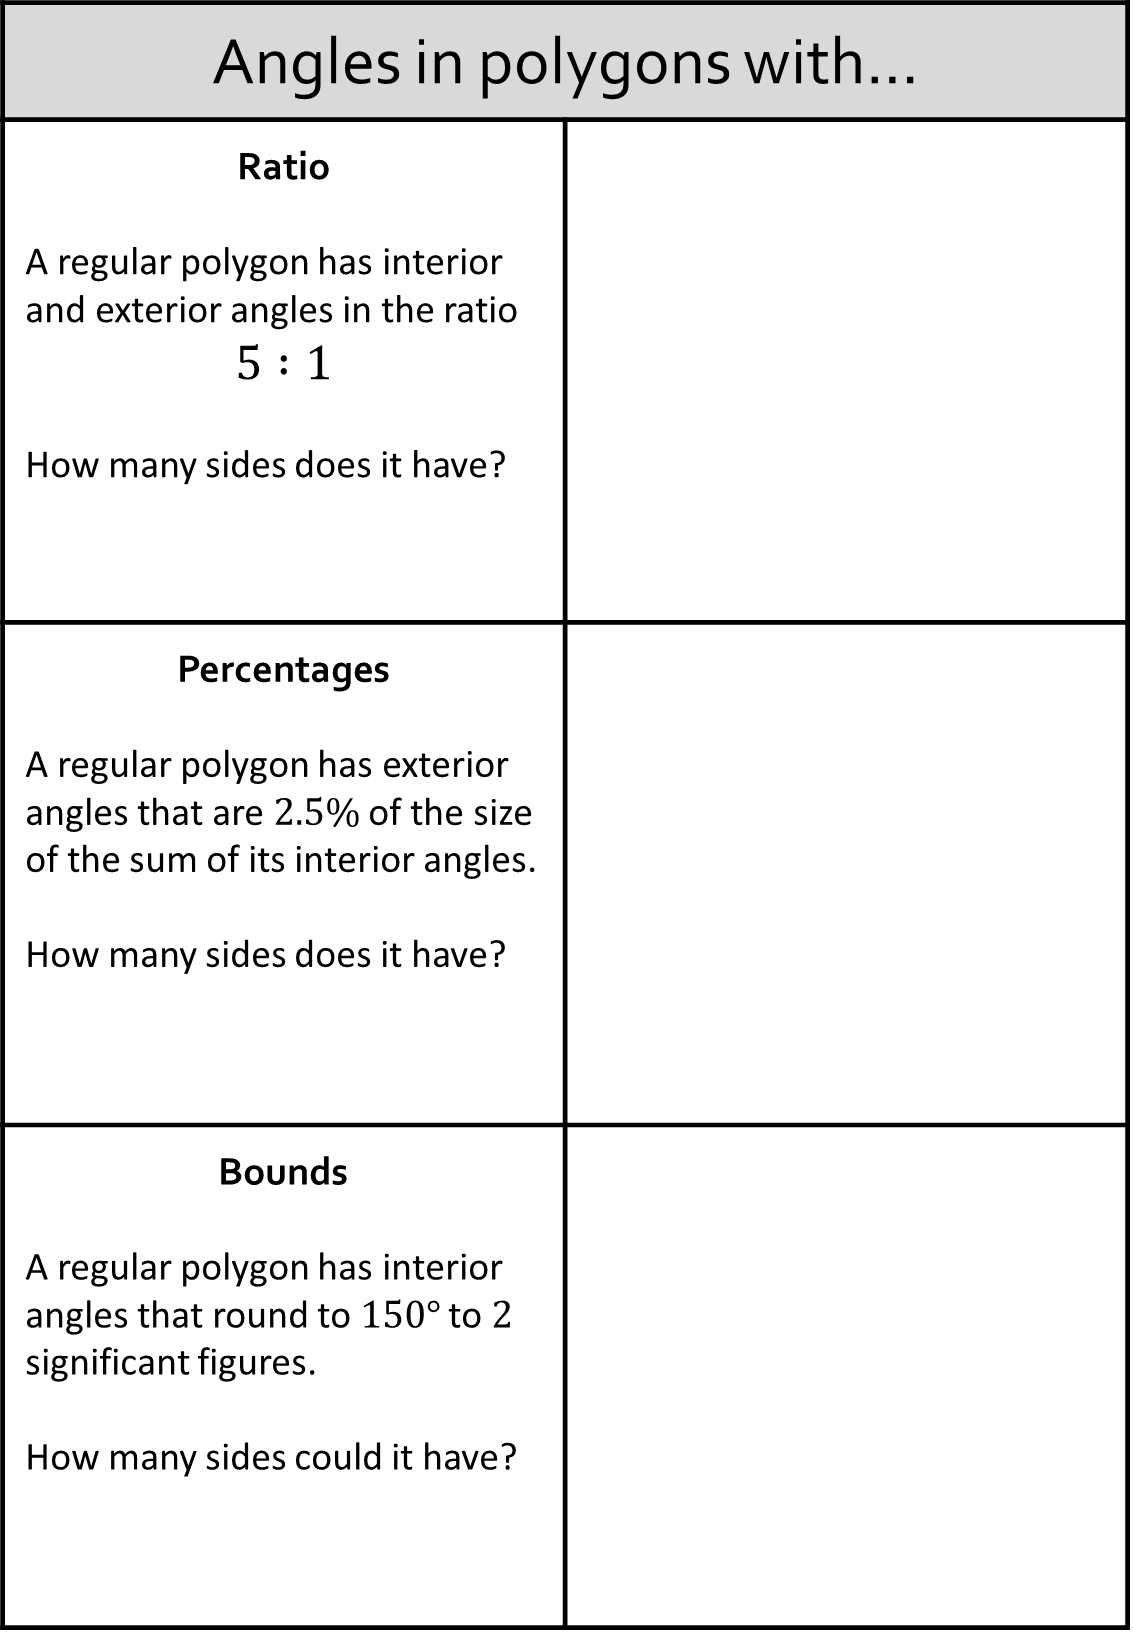 Angles in polygons with...
Ratio
A regular polygon has interior
and exterior angles in the ratio
5 : 1
How many sides does it have?
Percentages
A regular polygon has exterior
angles that are 2.5% of the size
of the sum of its interior angles.
How many sides does it have?
Bounds
A regular polygon has interior
angles that round to 150° to 2
significant figures.
How many sides could it have?